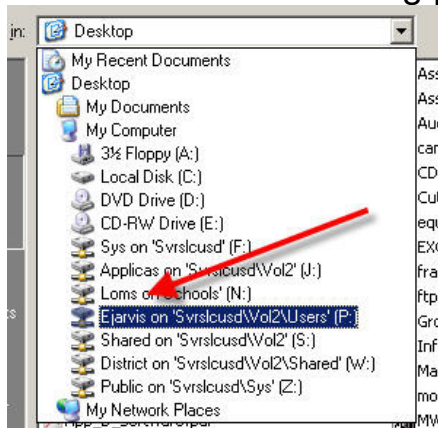 in: Desktop
My Recent Documents
Desktop
My Documents
My Computer
3½ Floppy (A:)
Local Disk (C:)
DVD Drive (D:)
CD-RW Drive (E:)
Sys on 'Svrslcusd' (F:)
Applicas on 'Svrslcusd\Vol2' (J:)
Loms on 'Schools' (N:)
Ejarvis on 'Svrslcusd\Vol2\Users' (P:)
Shared on 'Svrslcusd\Vol2' (S:)
District on 'Svrslcusd\Vol2\Shared' (W:)
Public on 'Svrslcusd\Sys' (Z:)
My Network Places